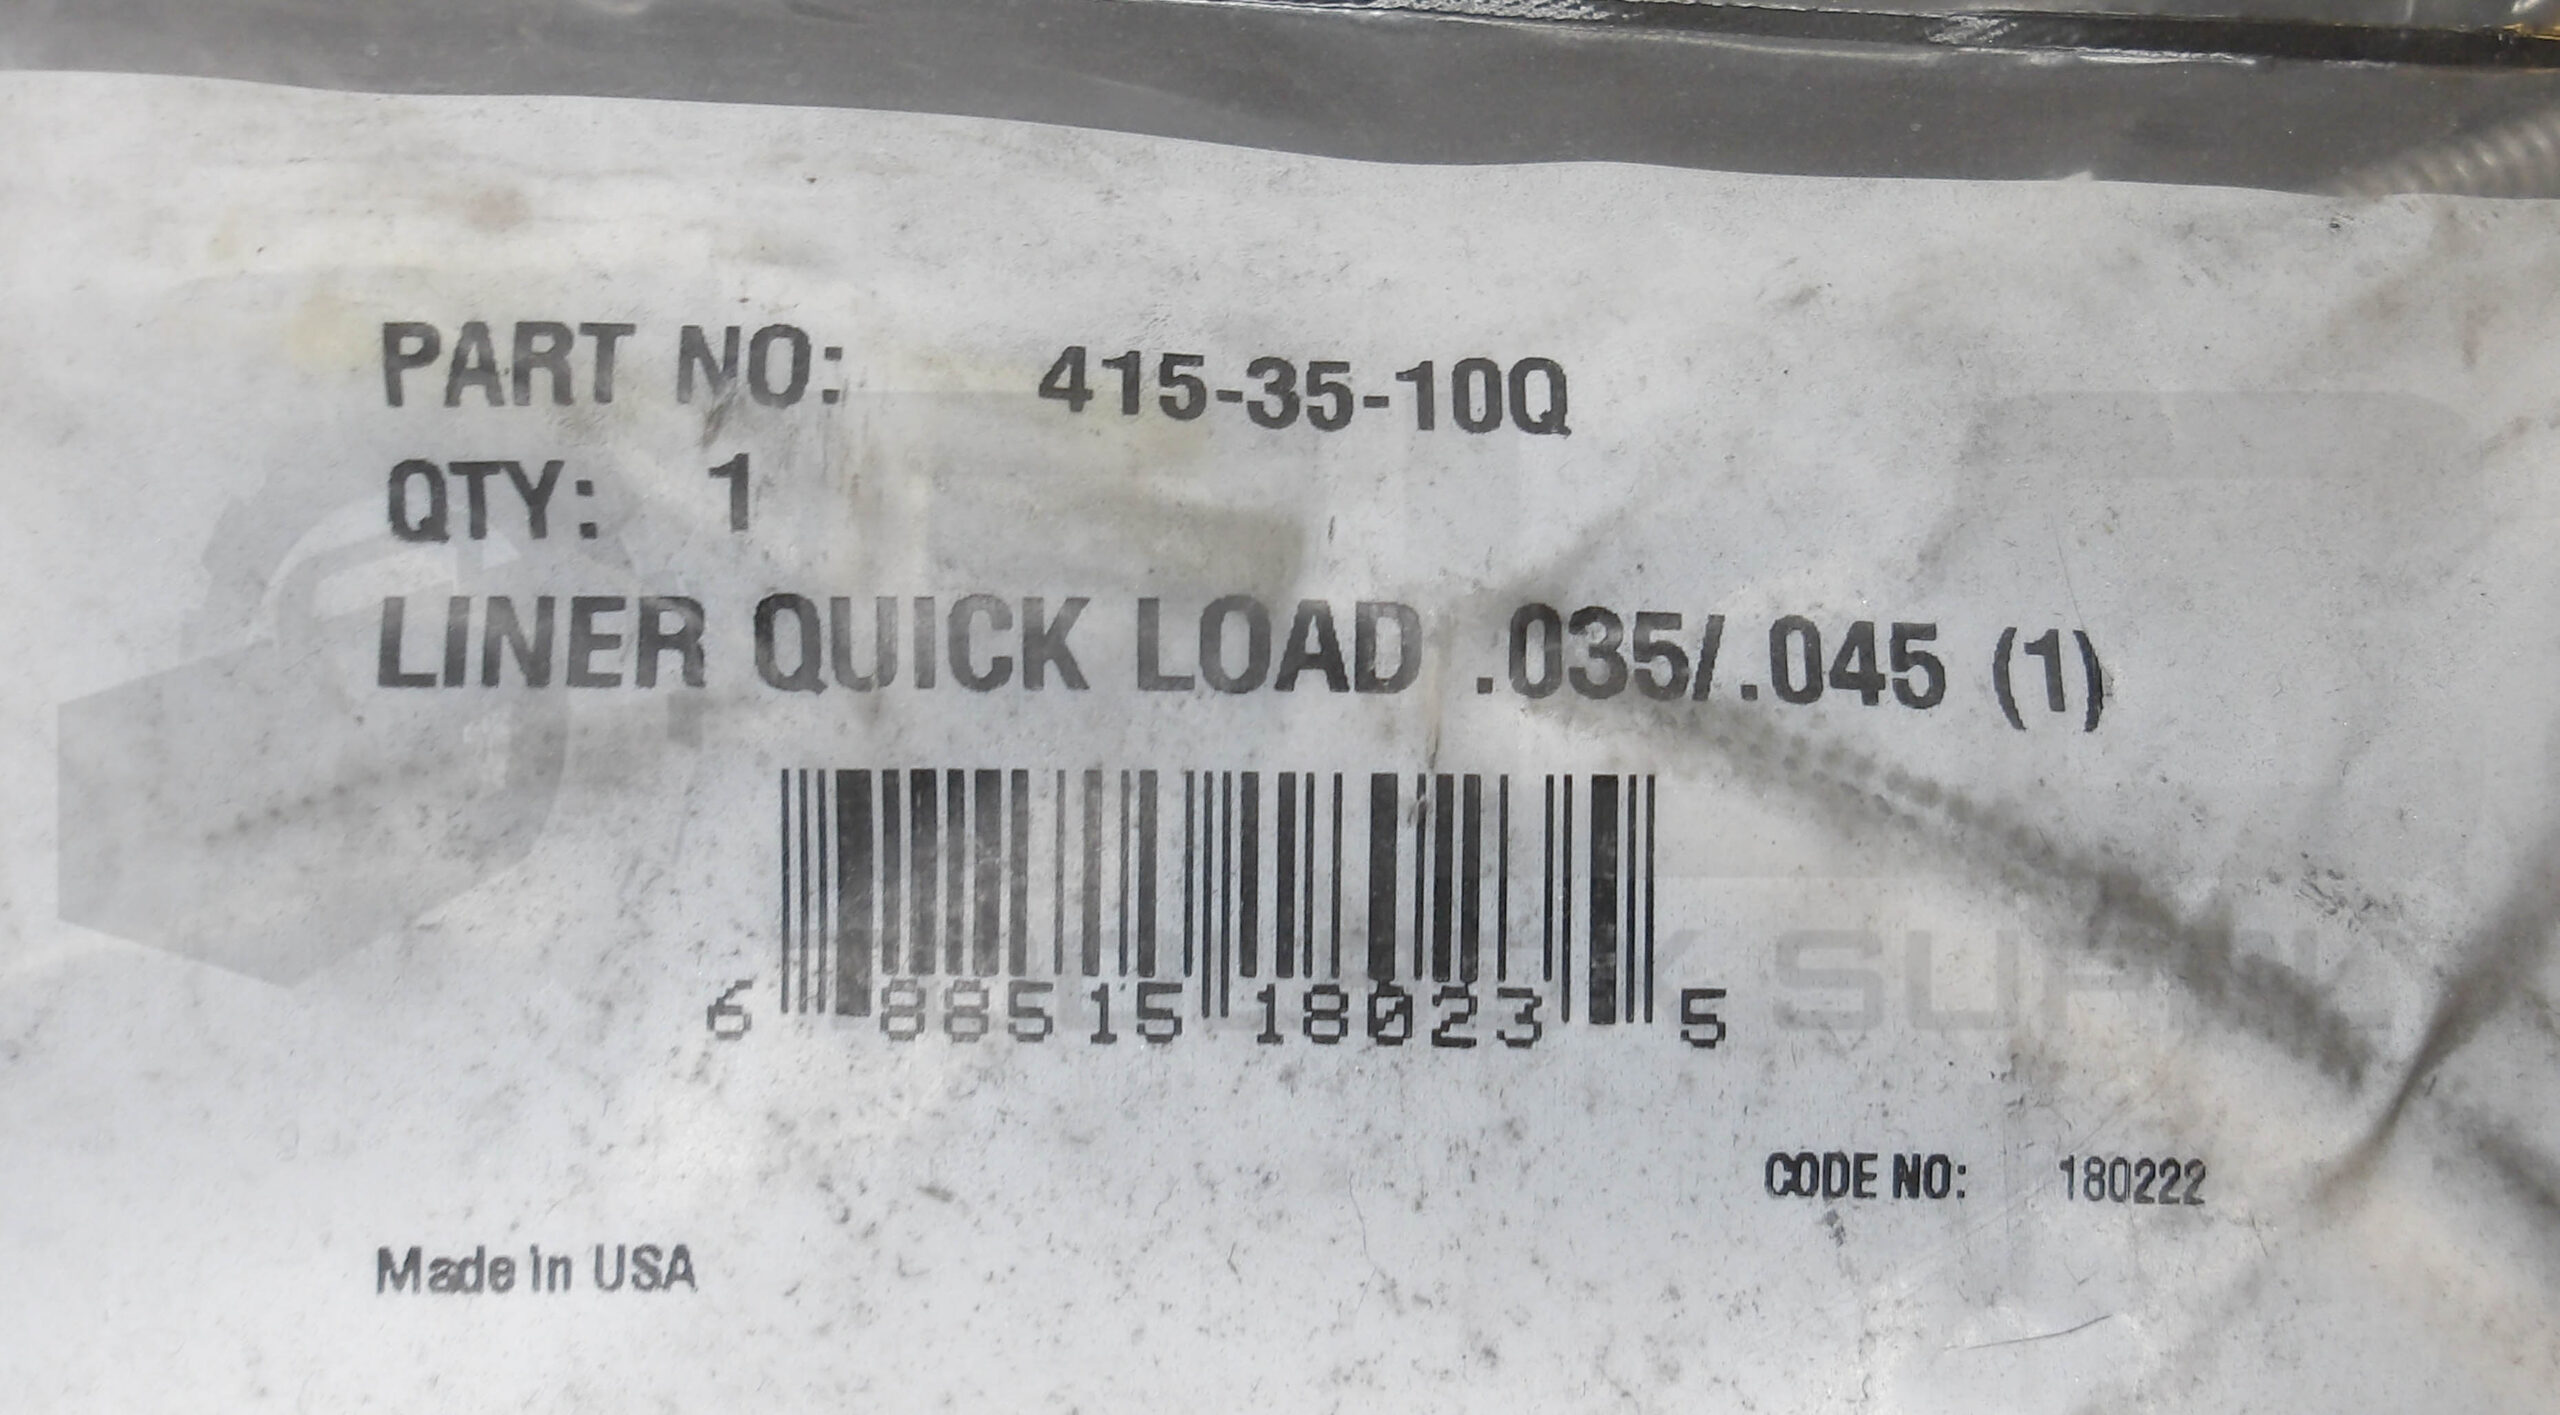 PART NO: 415-35-10Q
QTY: 1
LINER QUICK LOAD .035/.045 (1)
6 88515 18023 5
CODE NO: 180222
Made in USA
SUPPLY